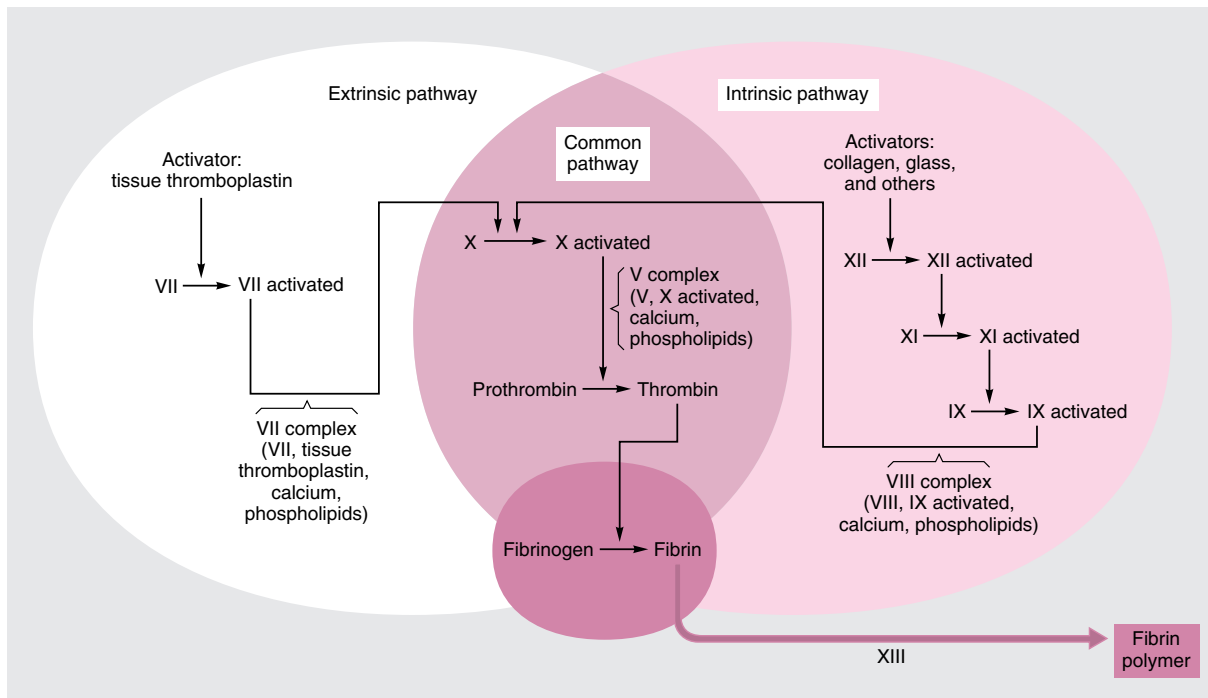 Extrinsic pathway
Intrinsic pathway
Common
pathway
Activator:
tissue thromboplastin
Activators:
collagen, glass,
and others
X
X activated
VII
VII activated
XII
XII activated
V complex
(V, X activated,
calcium,
phospholipids)
XI
XI activated
Prothrombin
Thrombin
IX
IX activated
VII complex
(VII, tissue
thromboplastin,
calcium,
phospholipids)
VIII complex
(VIII, IX activated,
calcium, phospholipids)
Fibrinogen
Fibrin
XIII
Fibrin
polymer